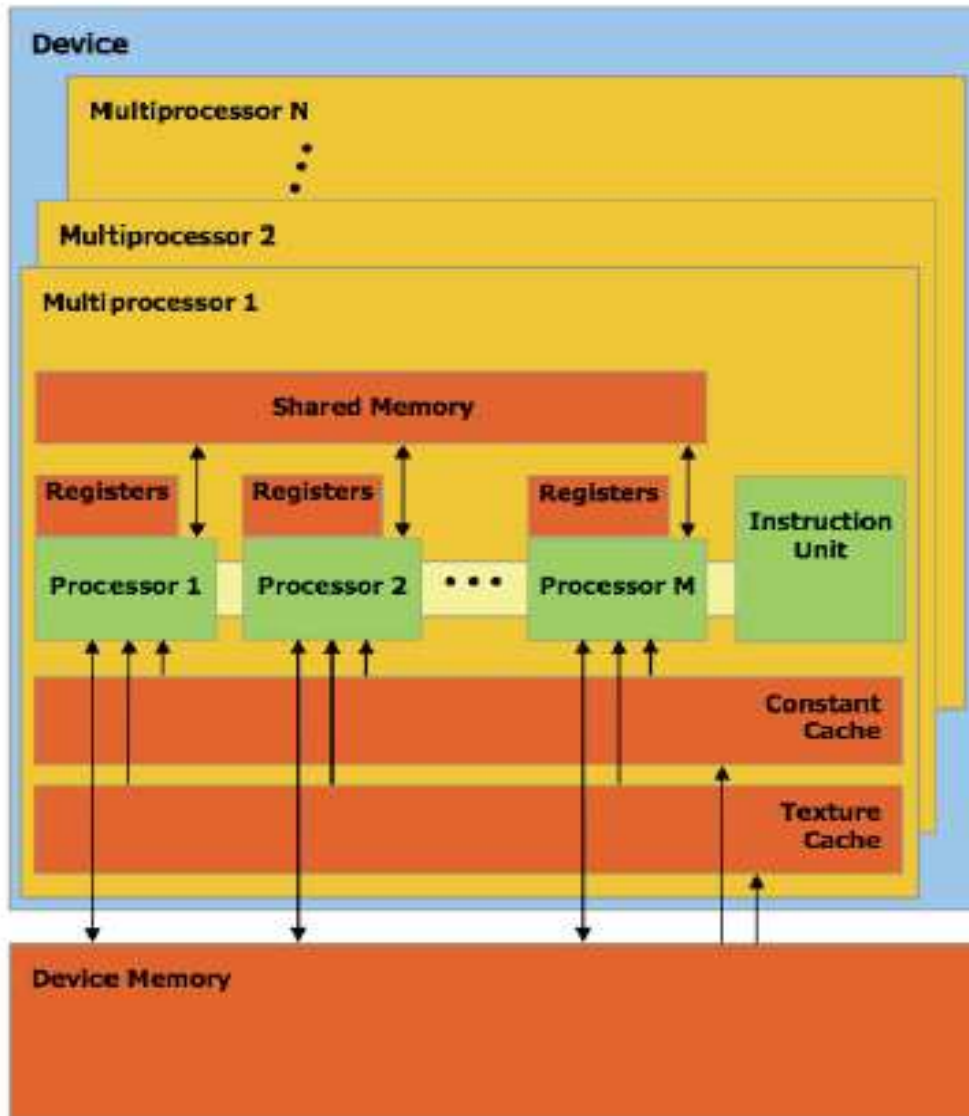 Device
Multiprocessor N
Multiprocessor 2
Multiprocessor 1
Shared Memory
Registers
Registers
Registers
Instruction
Unit
Processor 1
Processor 2
Processor M
Constant
Cache
Texture
Cache
Device Memory